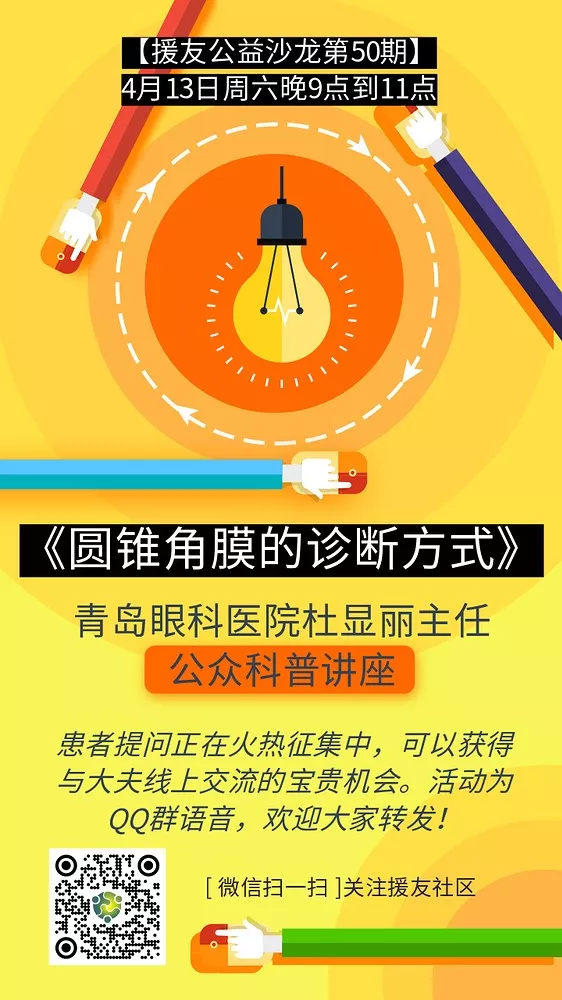 【援友公益沙龙第50期】
4月13日周六晚9点到11点
《圆锥角膜的诊断方式》
青岛眼科医院杜显丽主任
公众科普讲座
患者提问正在火热征集中，可以获得
与大夫线上交流的宝贵机会。活动为
QQ群语音，欢迎大家转发！
[ 微信扫一扫 ]关注援友社区